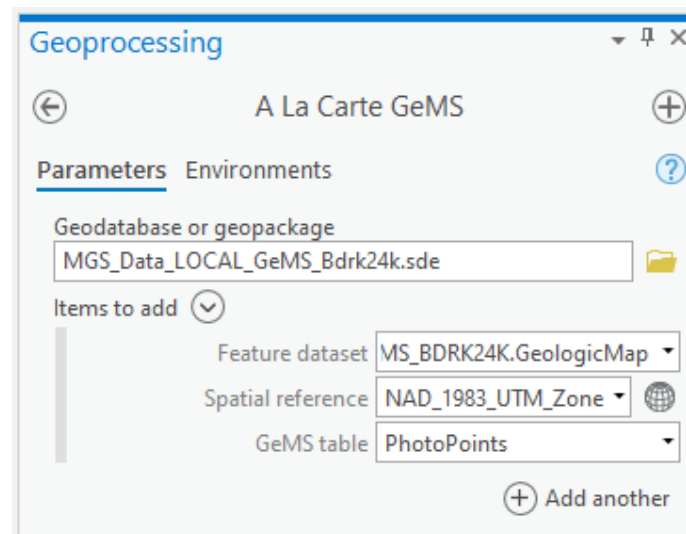 Geoprocessing
A La Carte GeMS
Parameters Environments
Geodatabase or geopackage
MGS_Data_LOCAL_GeMS_Bdrk24k.sde
Items to add
Feature dataset MS_BDRK24K.GeologicMap
Spatial reference NAD_1983_UTM_Zone
GeMS table PhotoPoints
Add another